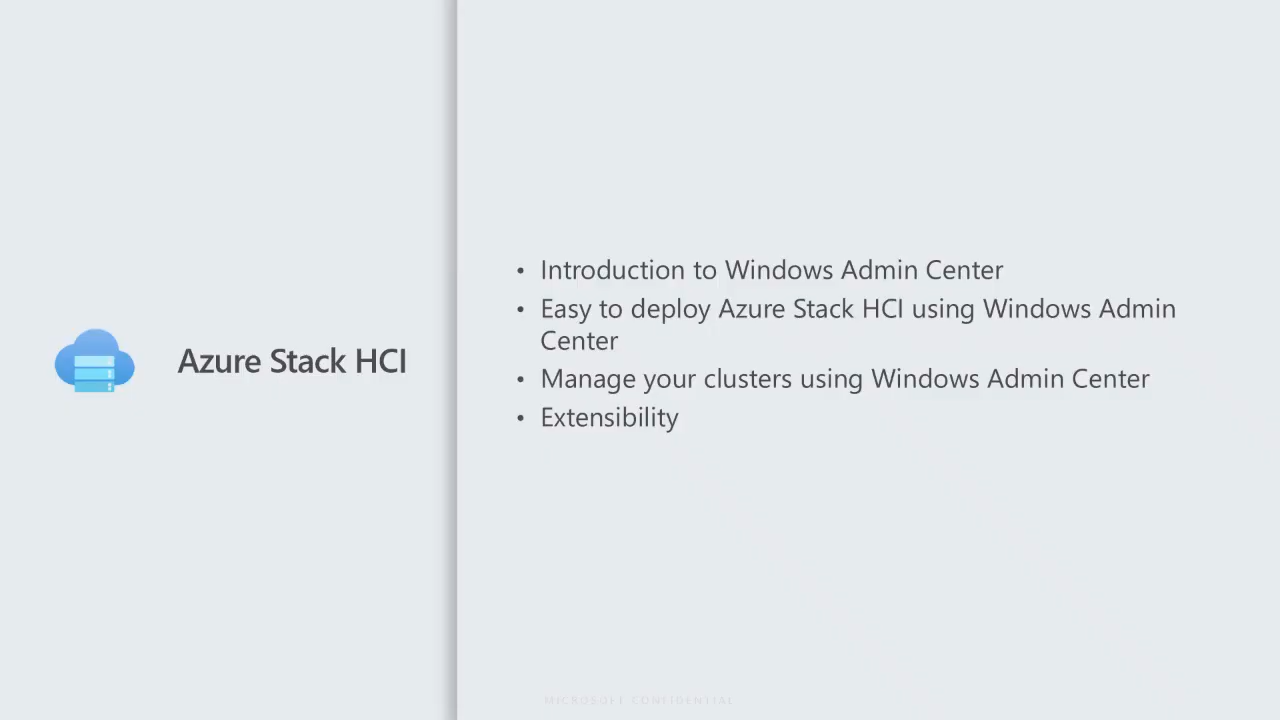 Azure Stack HCI
• Introduction to Windows Admin Center
• Easy to deploy Azure Stack HCI using Windows Admin
Center
• Manage your clusters using Windows Admin Center
• Extensibility
MICROSOFT CONFIDENTIAL